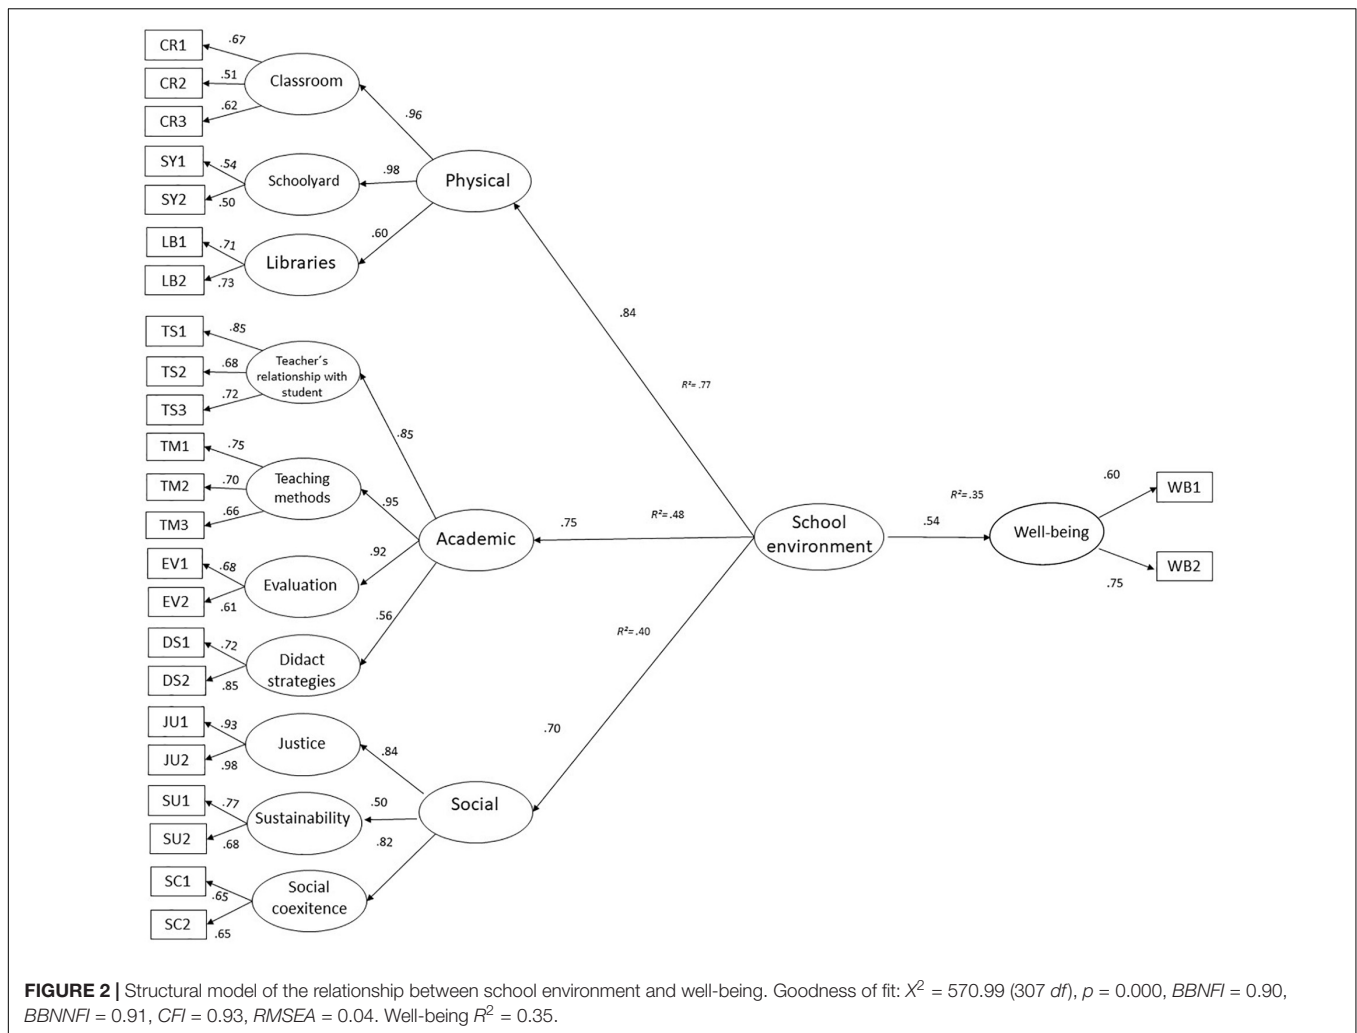 CR1
.67
CR2
.51
CR3
.62
Classroom
.96
SY1
.54
SY2
.50
Schoolyard
.98
Physical
LB1
.71
LB2
.73
Libraries
.60
.84
R²= .77
TS1
.85
TS2
.68
TS3
.72
Teacher´s
relationship with
student
.85
TM1
.75
TM2
.70
TM3
.66
Teaching
methods
.95
Academic
.75
R²= .48
School
environment
R²= .35
.54
Well-being
.60
WB1
.75
WB2
EV1
.68
EV2
.61
Evaluation
.92
DS1
.72
DS2
.85
Didact
strategies
.56
R²= .40
.70
JU1
.93
JU2
.98
Justice
.84
SU1
.77
SU2
.68
Sustainability
.50
Social
SC1
.65
SC2
.65
Social
coexitence
.82
FIGURE 2 | Structural model of the relationship between school environment and well-being. Goodness of fit: X² = 570.99 (307 df), p = 0.000, BBNFI = 0.90,
BBNNFI = 0.91, CFI = 0.93, RMSEA = 0.04. Well-being R² = 0.35.